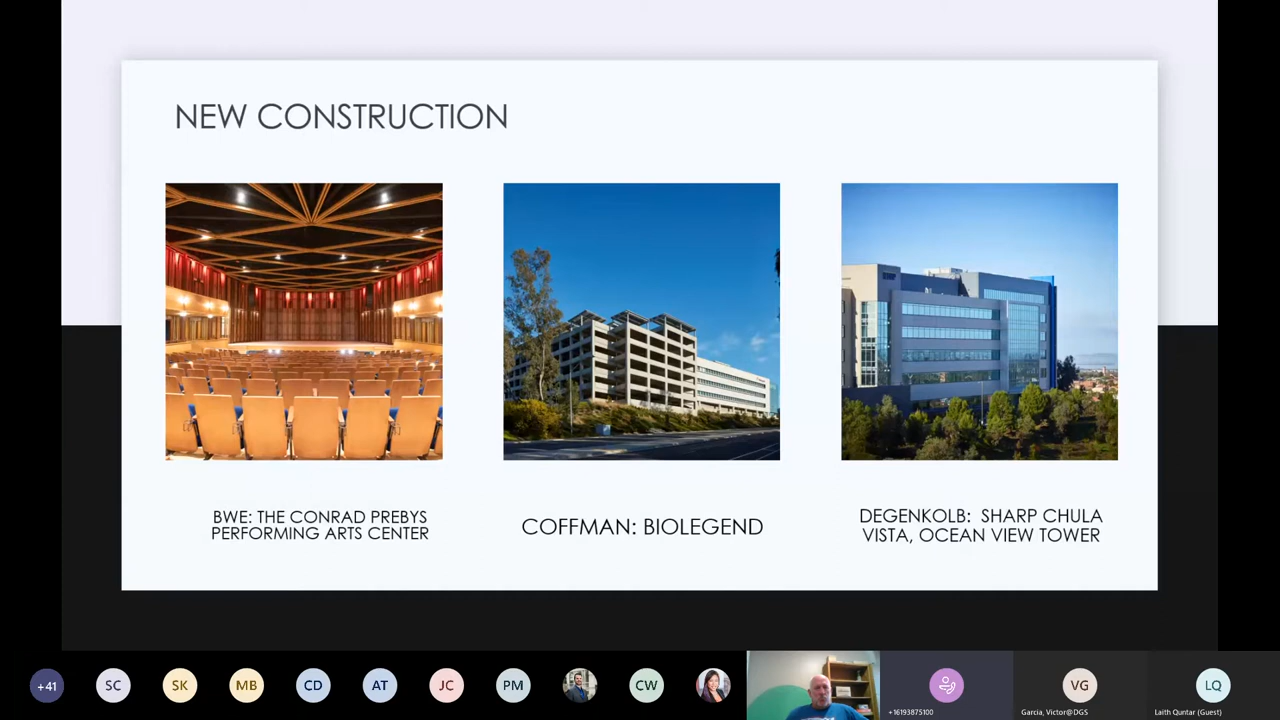 NEW CONSTRUCTION
BWE: THE CONRAD PREBYS
PERFORMING ARTS CENTER
COFFMAN: BIOLEGEND
DEGENKOLB: SHARP CHULA
VISTA, OCEAN VIEW TOWER
+41
SC
SK
MB
CD
AT
JC
PM
CW
+16193875100
VG
Garcia, Victor@DGS
LQ
Laith Quntar (Guest)